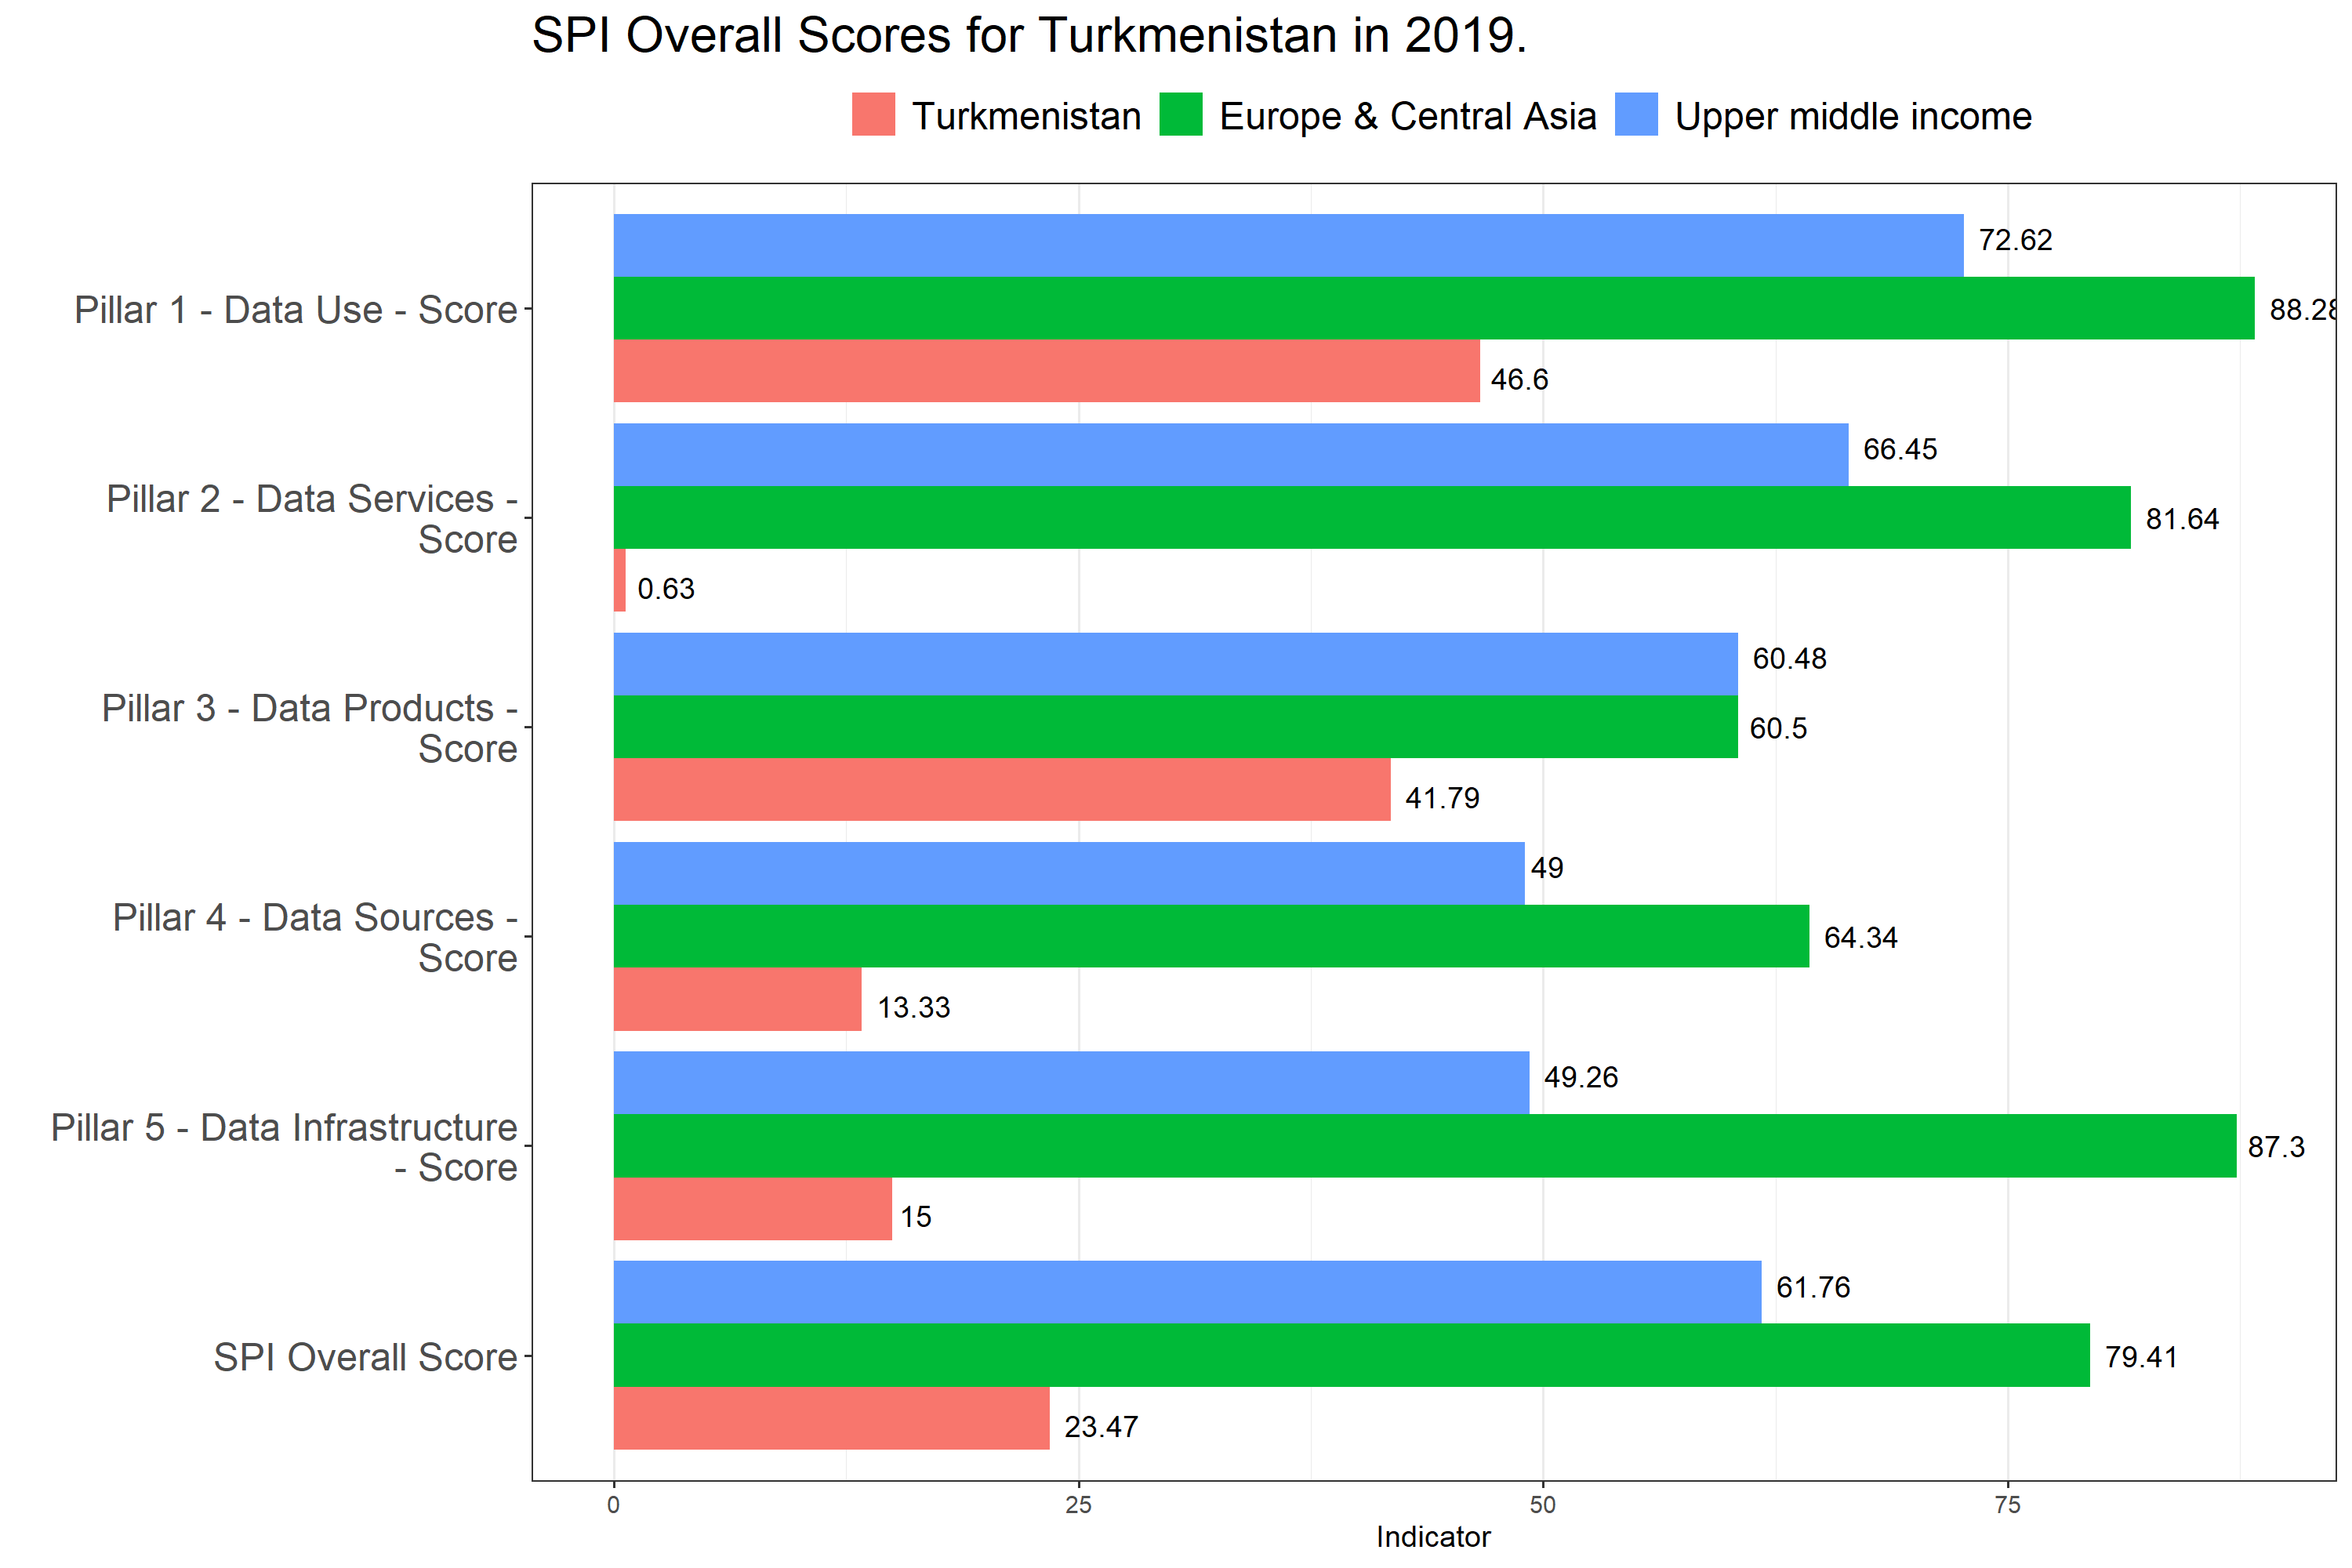 SPI Overall Scores for Turkmenistan in 2019.
Turkmenistan Europe & Central Asia Upper middle income
Pillar 1 - Data Use - Score
72.62
88.28
46.6
Pillar 2 - Data Services -
Score
66.45
81.64
0.63
Pillar 3 - Data Products -
Score
60.48
60.5
41.79
Pillar 4 - Data Sources -
Score
49
64.34
13.33
Pillar 5 - Data Infrastructure
- Score
49.26
87.3
15
SPI Overall Score
61.76
79.41
23.47
0 25 50 75
Indicator